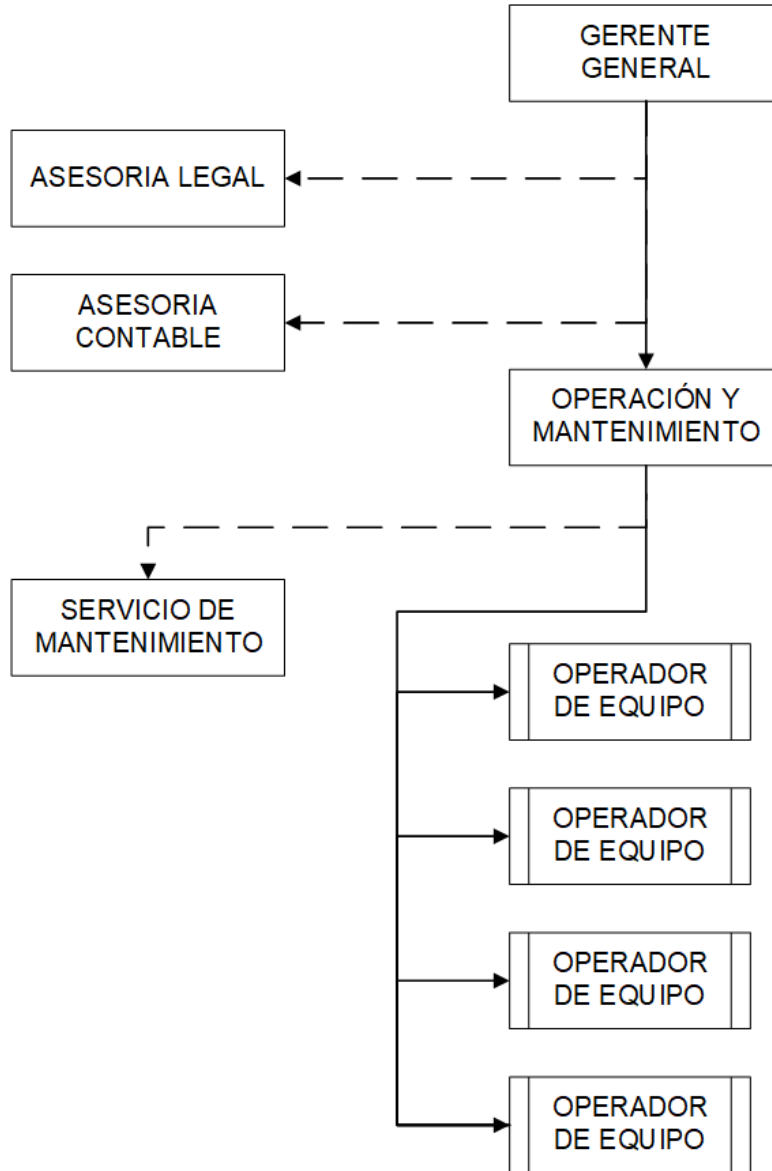 GERENTE
GENERAL
ASESORIA LEGAL
ASESORIA
CONTABLE
OPERACIÓN Y
MANTENIMIENTO
SERVICIO DE
MANTENIMIENTO
OPERADOR
DE EQUIPO
OPERADOR
DE EQUIPO
OPERADOR
DE EQUIPO
OPERADOR
DE EQUIPO